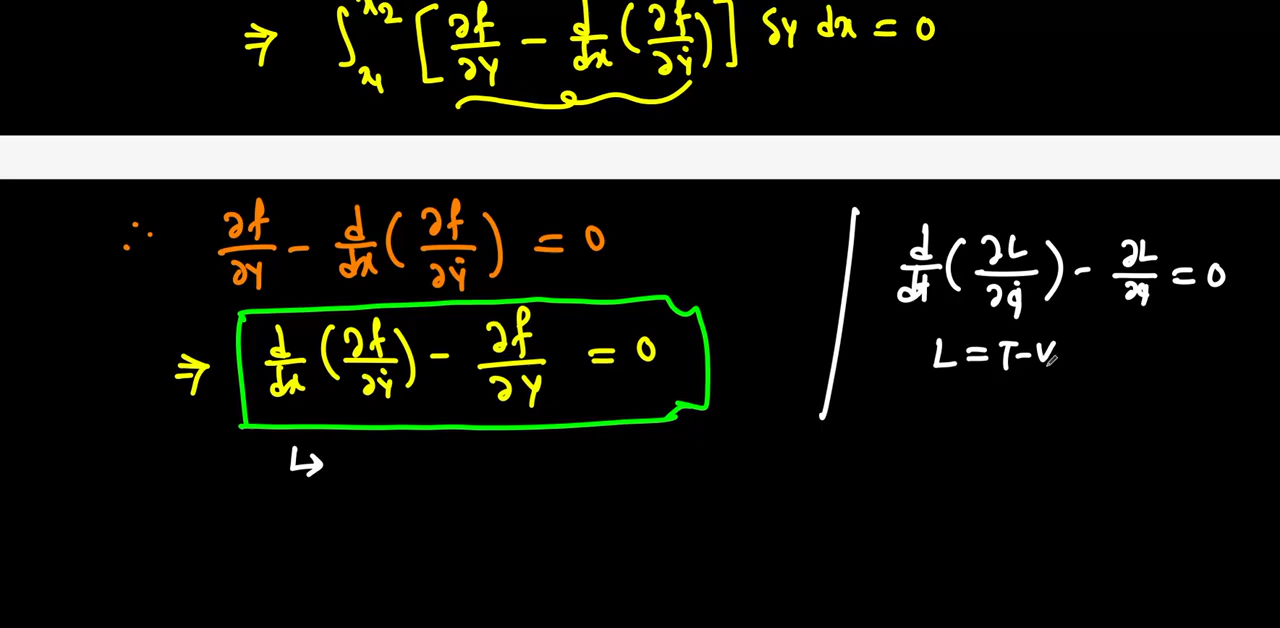 ⇒ ∫_{x₁}^{x₂} [ ∂f/∂y − d/dx ( ∂f/∂ẏ ) ] δy dx = 0
∴ ∂f/∂y − d/dx ( ∂f/∂ẏ ) = 0
⇒ d/dx ( ∂f/∂ẏ ) − ∂f/∂y = 0
↳
d/dt ( ∂L/∂q̇ ) − ∂L/∂q = 0
L = T−V